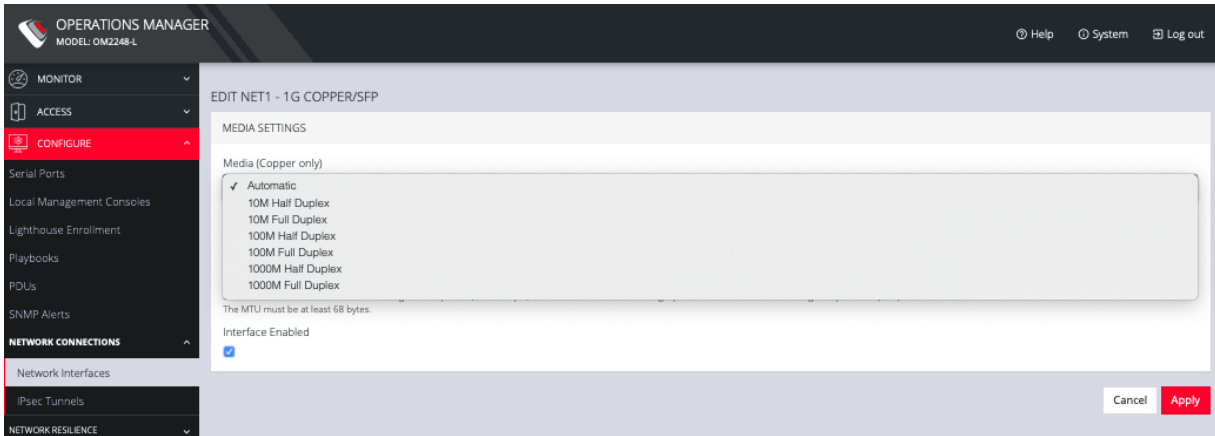 OPERATIONS MANAGER
MODEL: OM2248-L
Help
System
Log out
MONITOR
ACCESS
CONFIGURE
Serial Ports
Local Management Consoles
Lighthouse Enrollment
Playbooks
PDUs
SNMP Alerts
NETWORK CONNECTIONS
Network Interfaces
IPsec Tunnels
NETWORK RESILIENCE
EDIT NET1 - 1G COPPER/SFP
MEDIA SETTINGS
Media (Copper only)
✓ Automatic
10M Half Duplex
10M Full Duplex
100M Half Duplex
100M Full Duplex
1000M Half Duplex
1000M Full Duplex
The MTU must be at least 68 bytes.
Interface Enabled
Cancel
Apply